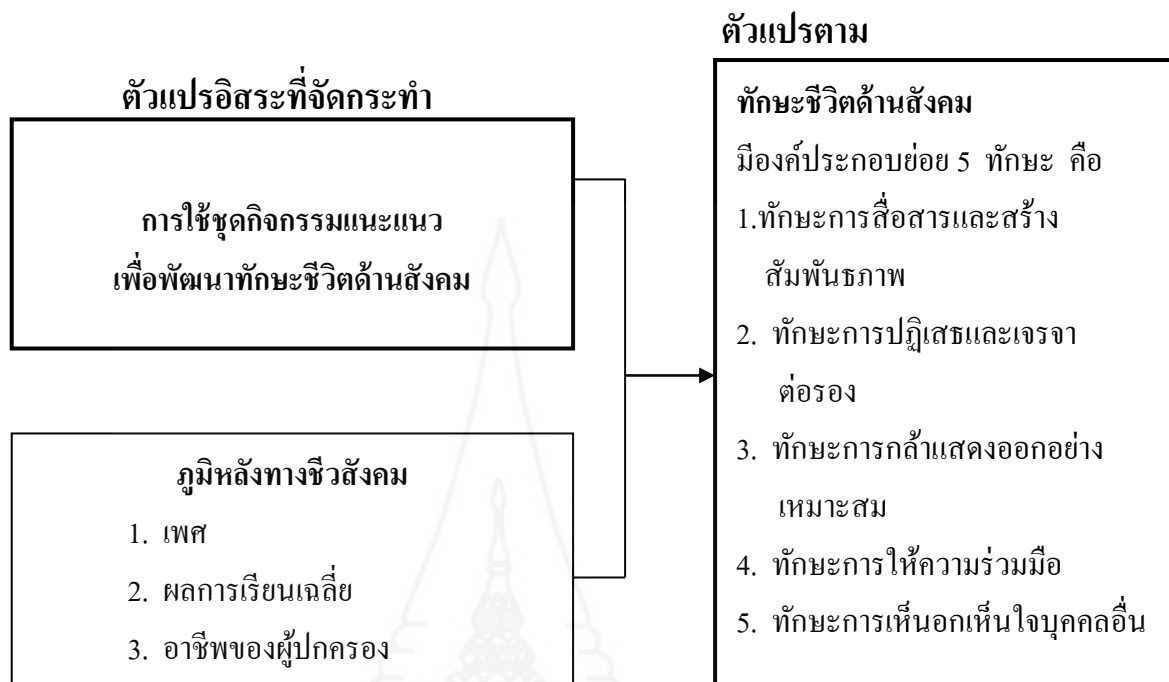 ตัวแปรอิสระที่จัดกระทำ
การใช้ชุดกิจกรรมแนะแนว
เพื่อพัฒนาทักษะชีวิตด้านสังคม
ภูมิหลังทางชีวสังคม
1. เพศ
2. ผลการเรียนเฉลี่ย
3. อาชีพของผู้ปกครอง
ตัวแปรตาม
ทักษะชีวิตด้านสังคม
มีองค์ประกอบย่อย 5 ทักษะ คือ
1.ทักษะการสื่อสารและสร้าง
สัมพันธภาพ
2. ทักษะการปฏิเสธและเจรจา
ต่อรอง
3. ทักษะการกล้าแสดงออกอย่าง
เหมาะสม
4. ทักษะการให้ความร่วมมือ
5. ทักษะการเห็นอกเห็นใจบุคคลอื่น